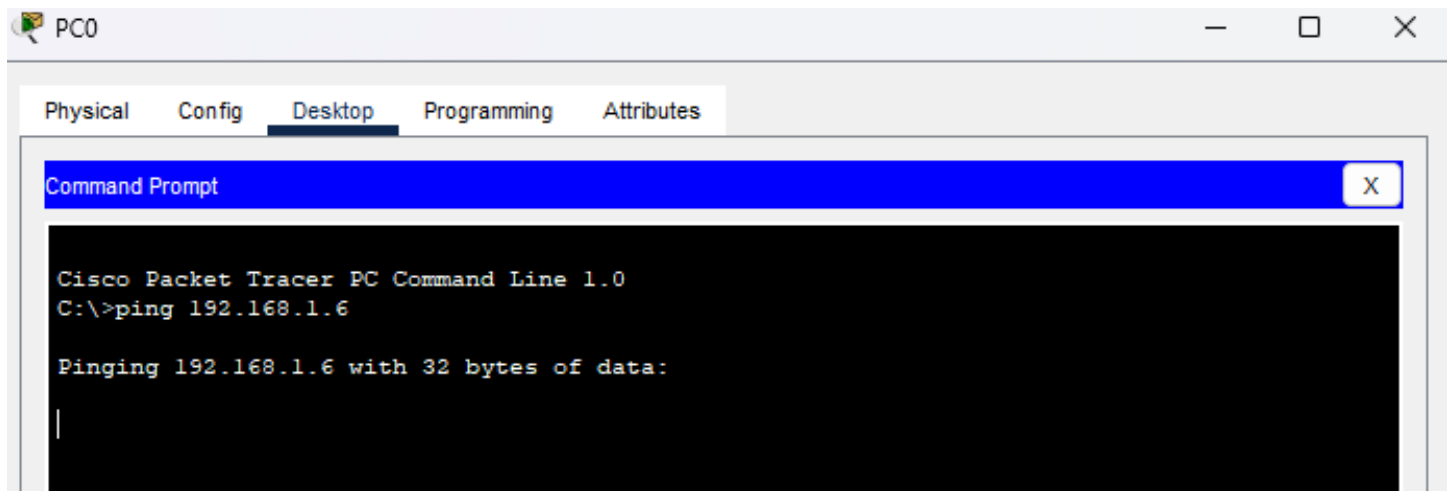 PC0
Physical Config Desktop Programming Attributes
Command Prompt X
Cisco Packet Tracer PC Command Line 1.0
C:\>ping 192.168.1.6
Pinging 192.168.1.6 with 32 bytes of data: